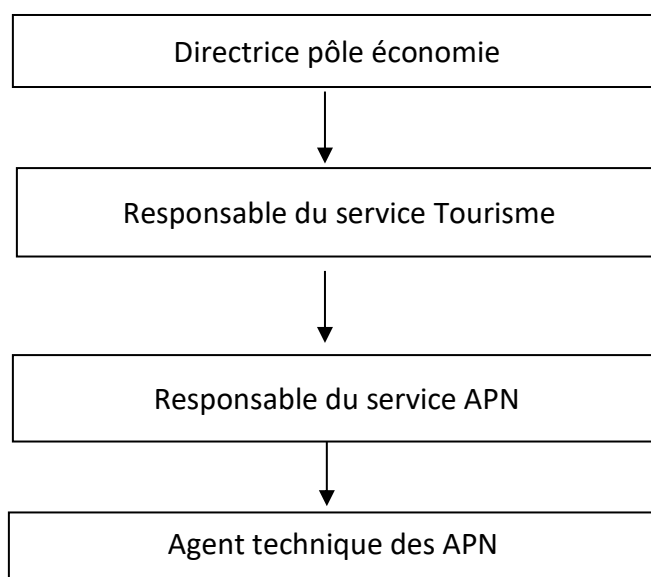 Directrice pôle économie
Responsable du service Tourisme
Responsable du service APN
Agent technique des APN